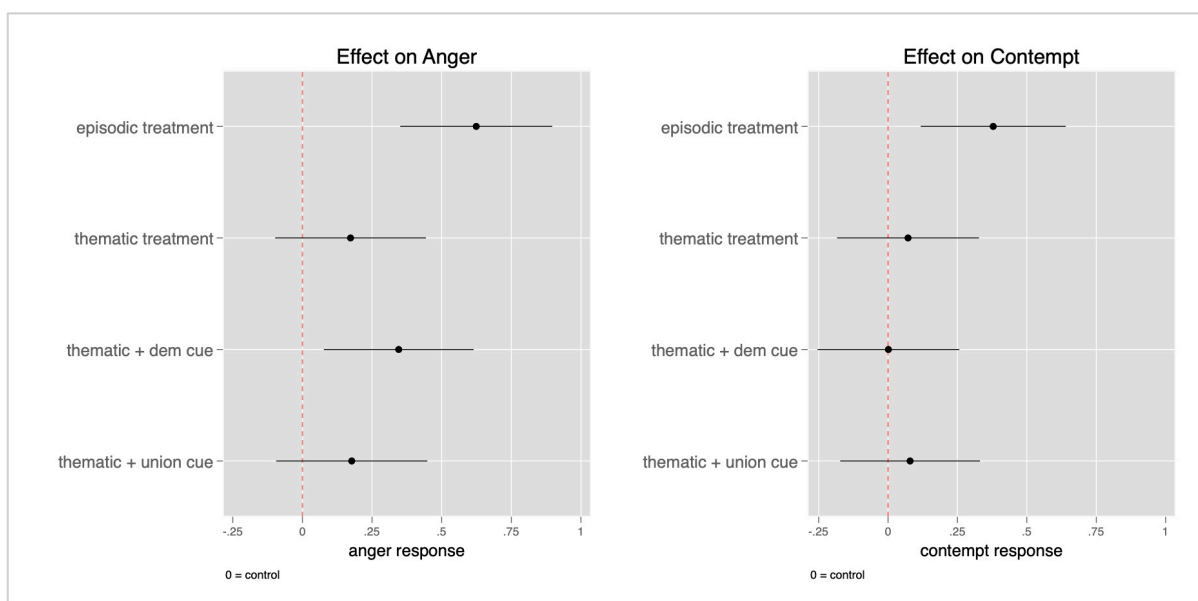 Effect on Anger
episodic treatment
thematic treatment
thematic + dem cue
thematic + union cue
-.25 0 .25 .5 .75 1
anger response
0 = control
Effect on Contempt
episodic treatment
thematic treatment
thematic + dem cue
thematic + union cue
-.25 0 .25 .5 .75 1
contempt response
0 = control